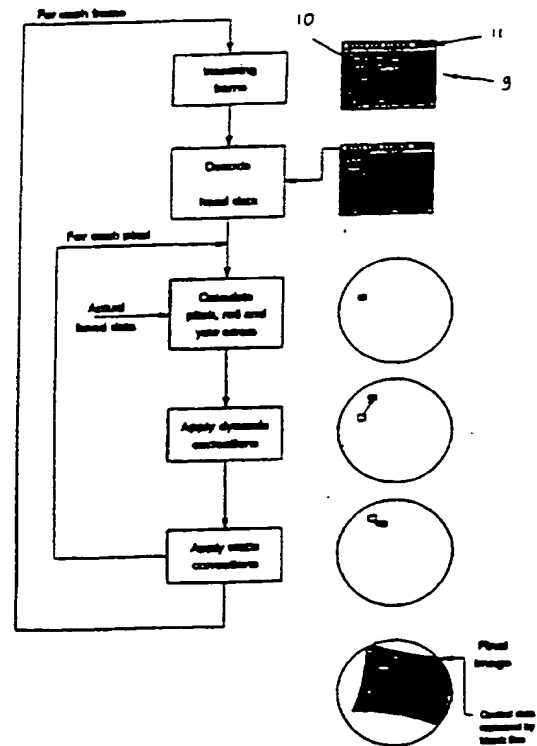 For each frame
10
11
9
Incoming
frame
Decode
head data
For each pixel
Actual
head data
Calculate
pitch, roll and
yaw errors
Apply dynamic
corrections
Apply static
corrections
Final
image
Control data
replaced by
blank line